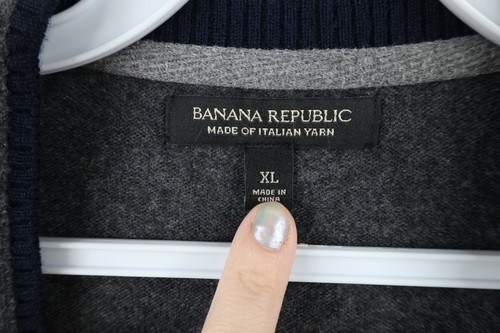 BANANA REPUBLIC
MADE OF ITALIAN YARN
XL
MADE IN
CHINA